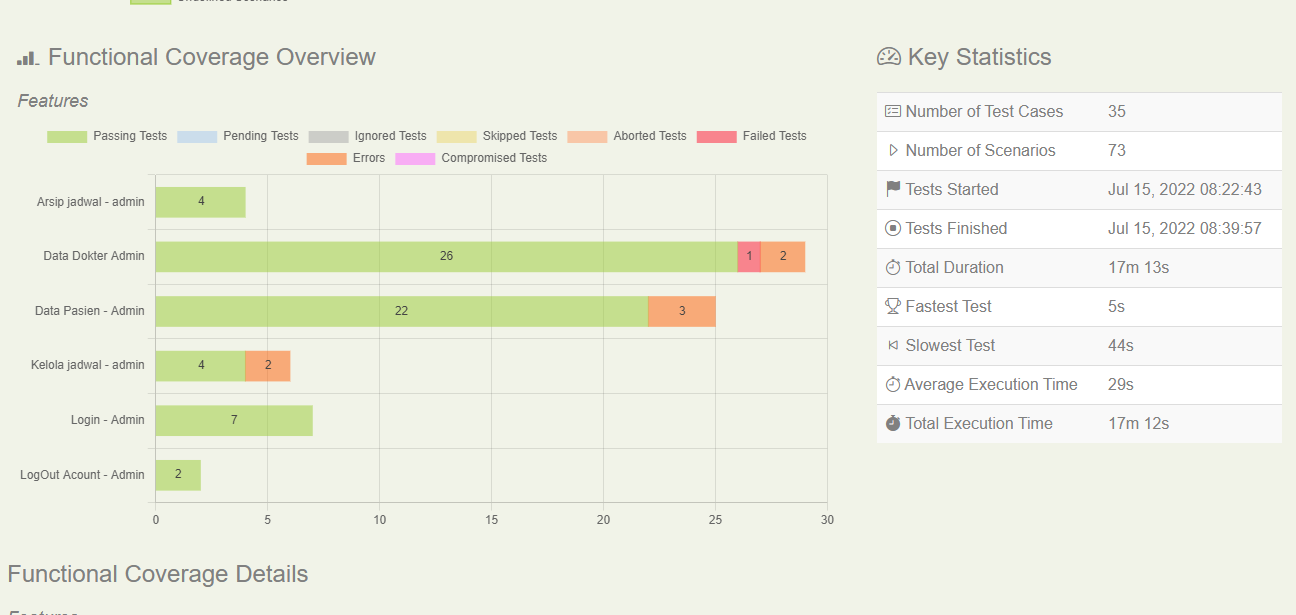 Undefined Scenarios
Functional Coverage Overview
Features
Passing Tests Pending Tests Ignored Tests Skipped Tests Aborted Tests Failed Tests
Errors Compromised Tests
Arsip jadwal - admin 4
Data Dokter Admin 26 1 2
Data Pasien - Admin 22 3
Kelola jadwal - admin 4 2
Login - Admin 7
LogOut Acount - Admin 2
0 5 10 15 20 25 30
Key Statistics
Number of Test Cases 35
Number of Scenarios 73
Tests Started Jul 15, 2022 08:22:43
Tests Finished Jul 15, 2022 08:39:57
Total Duration 17m 13s
Fastest Test 5s
Slowest Test 44s
Average Execution Time 29s
Total Execution Time 17m 12s
Functional Coverage Details
Features